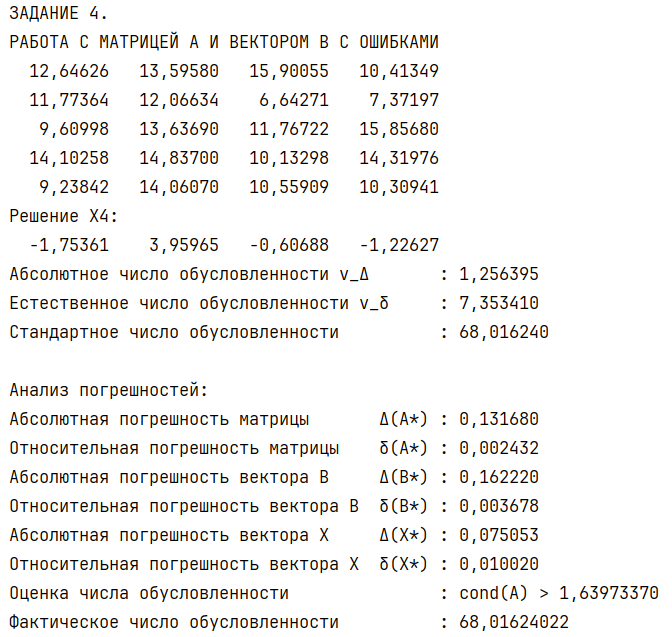 ЗАДАНИЕ 4.
РАБОТА С МАТРИЦЕЙ А И ВЕКТОРОМ В С ОШИБКАМИ
12,64626 13,59580 15,90055 10,41349
11,77364 12,06634 6,64271 7,37197
9,60998 13,63690 11,76722 15,85680
14,10258 14,83700 10,13298 14,31976
9,23842 14,06070 10,55909 10,30941
Решение X4:
-1,75361 3,95965 -0,60688 -1,22627
Абсолютное число обусловленности v_Δ : 1,256395
Естественное число обусловленности v_δ : 7,353410
Стандартное число обусловленности : 68,016240
Анализ погрешностей:
Абсолютная погрешность матрицы Δ(A*) : 0,131680
Относительная погрешность матрицы δ(A*) : 0,002432
Абсолютная погрешность вектора B Δ(B*) : 0,162220
Относительная погрешность вектора B δ(B*) : 0,003678
Абсолютная погрешность вектора X Δ(X*) : 0,075053
Относительная погрешность вектора X δ(X*) : 0,010020
Оценка числа обусловленности : cond(A) > 1,63973370
Фактическое число обусловленности : 68,01624022